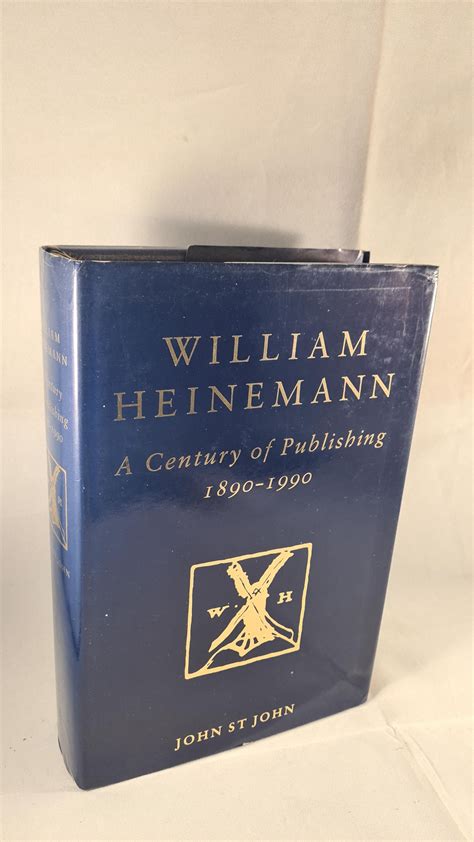 WILLIAM
HEINEMANN
A Century of Publishing
1890–1990
W H
JOHN ST JOHN